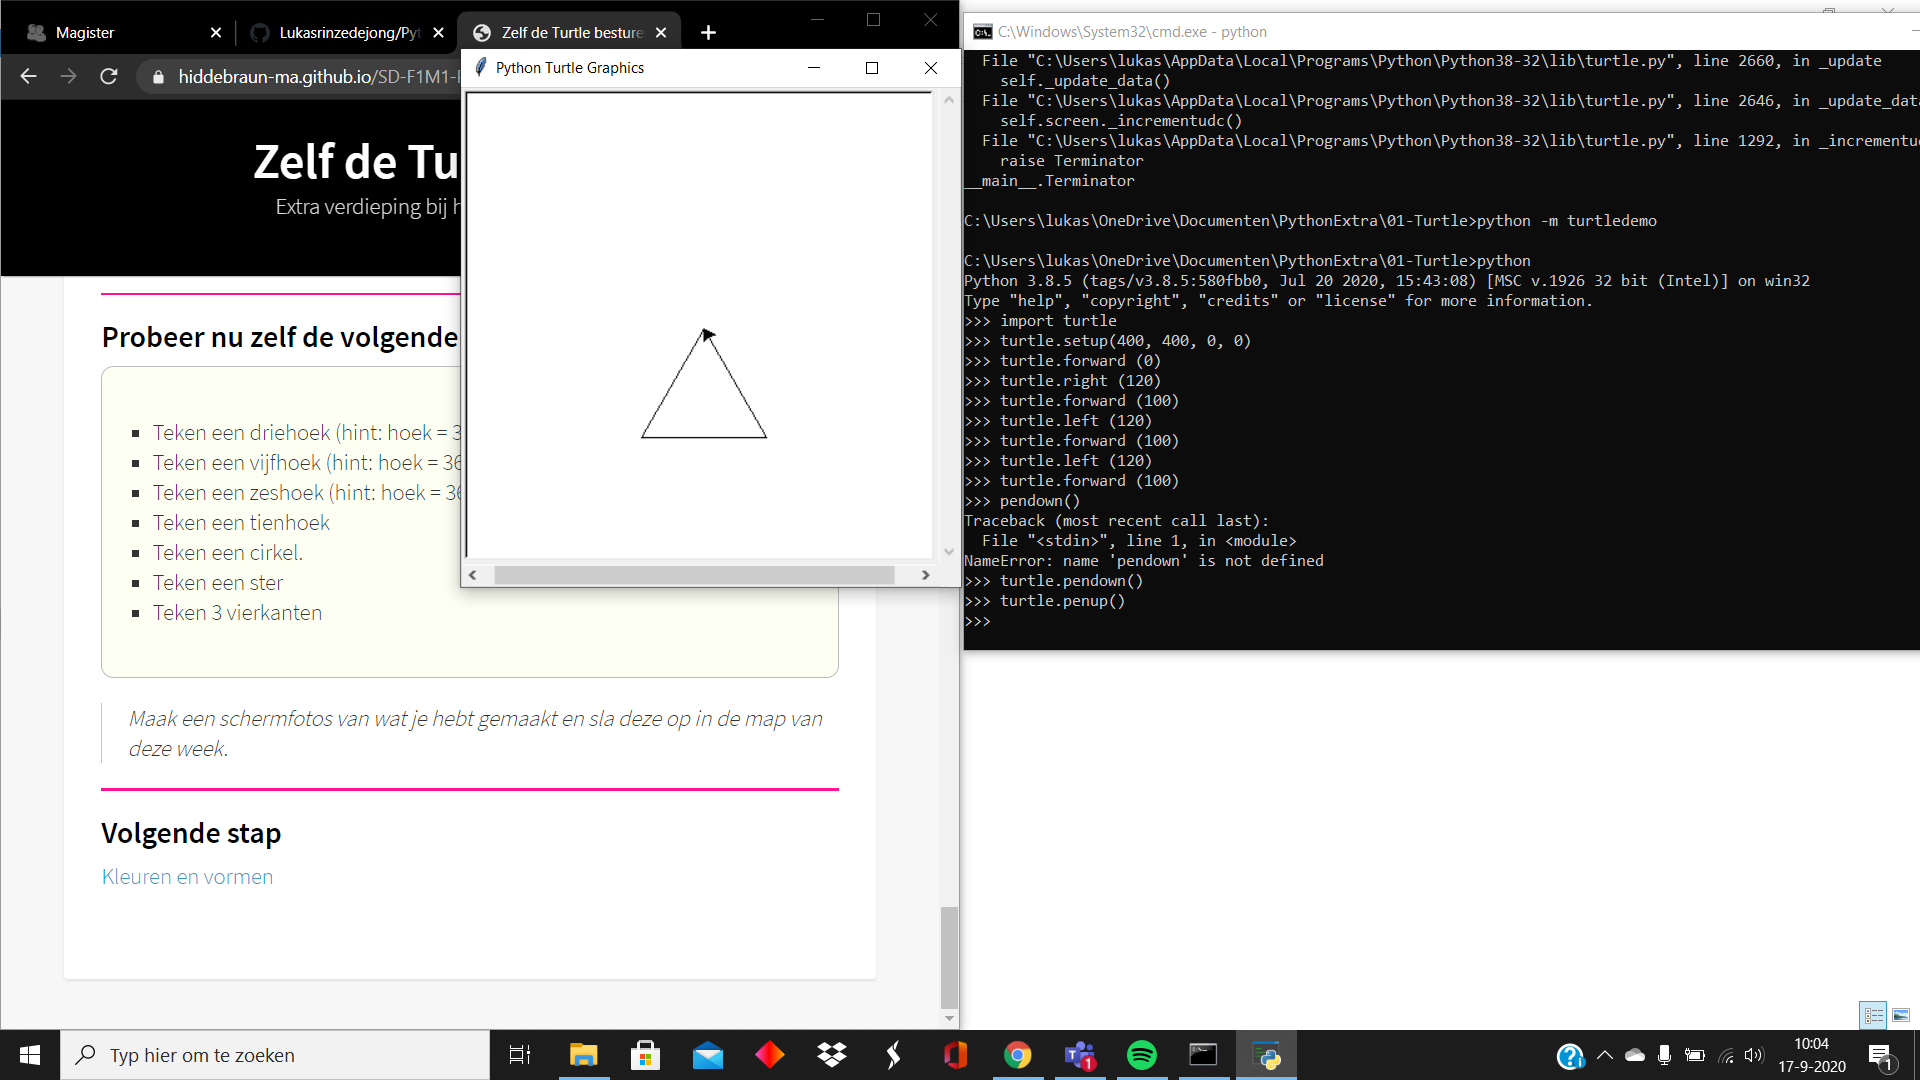 Magister
Lukasrinzedejong/Pyt
Zelf de Turtle besture
hiddebraun-ma.github.io/SD-F1M1-
Python Turtle Graphics
Zelf de Tu
Extra verdieping bij h
Probeer nu zelf de volgende
Teken een driehoek (hint: hoek = 3
Teken een vijfhoek (hint: hoek = 36
Teken een zeshoek (hint: hoek = 36
Teken een tienhoek
Teken een cirkel.
Teken een ster
Teken 3 vierkanten
Maak een schermfotos van wat je hebt gemaakt en sla deze op in de map van
deze week.
Volgende stap
Kleuren en vormen
C:\Windows\System32\cmd.exe - python
File "C:\Users\lukas\AppData\Local\Programs\Python\Python38-32\lib\turtle.py", line 2660, in _update
self._update_data()
File "C:\Users\lukas\AppData\Local\Programs\Python\Python38-32\lib\turtle.py", line 2646, in _update_data
self.screen._incrementudc()
File "C:\Users\lukas\AppData\Local\Programs\Python\Python38-32\lib\turtle.py", line 1292, in _incrementu
raise Terminator
__main__.Terminator
C:\Users\lukas\OneDrive\Documenten\PythonExtra\01-Turtle>python -m turtledemo
C:\Users\lukas\OneDrive\Documenten\PythonExtra\01-Turtle>python
Python 3.8.5 (tags/v3.8.5:580fbb0, Jul 20 2020, 15:43:08) [MSC v.1926 32 bit (Intel)] on win32
Type "help", "copyright", "credits" or "license" for more information.
>>> import turtle
>>> turtle.setup(400, 400, 0, 0)
>>> turtle.forward (0)
>>> turtle.right (120)
>>> turtle.forward (100)
>>> turtle.left (120)
>>> turtle.forward (100)
>>> turtle.left (120)
>>> turtle.forward (100)
>>> pendown()
Traceback (most recent call last):
File "<stdin>", line 1, in <module>
NameError: name 'pendown' is not defined
>>> turtle.pendown()
>>> turtle.penup()
>>>
Typ hier om te zoeken
1
10:04
17-9-2020
1